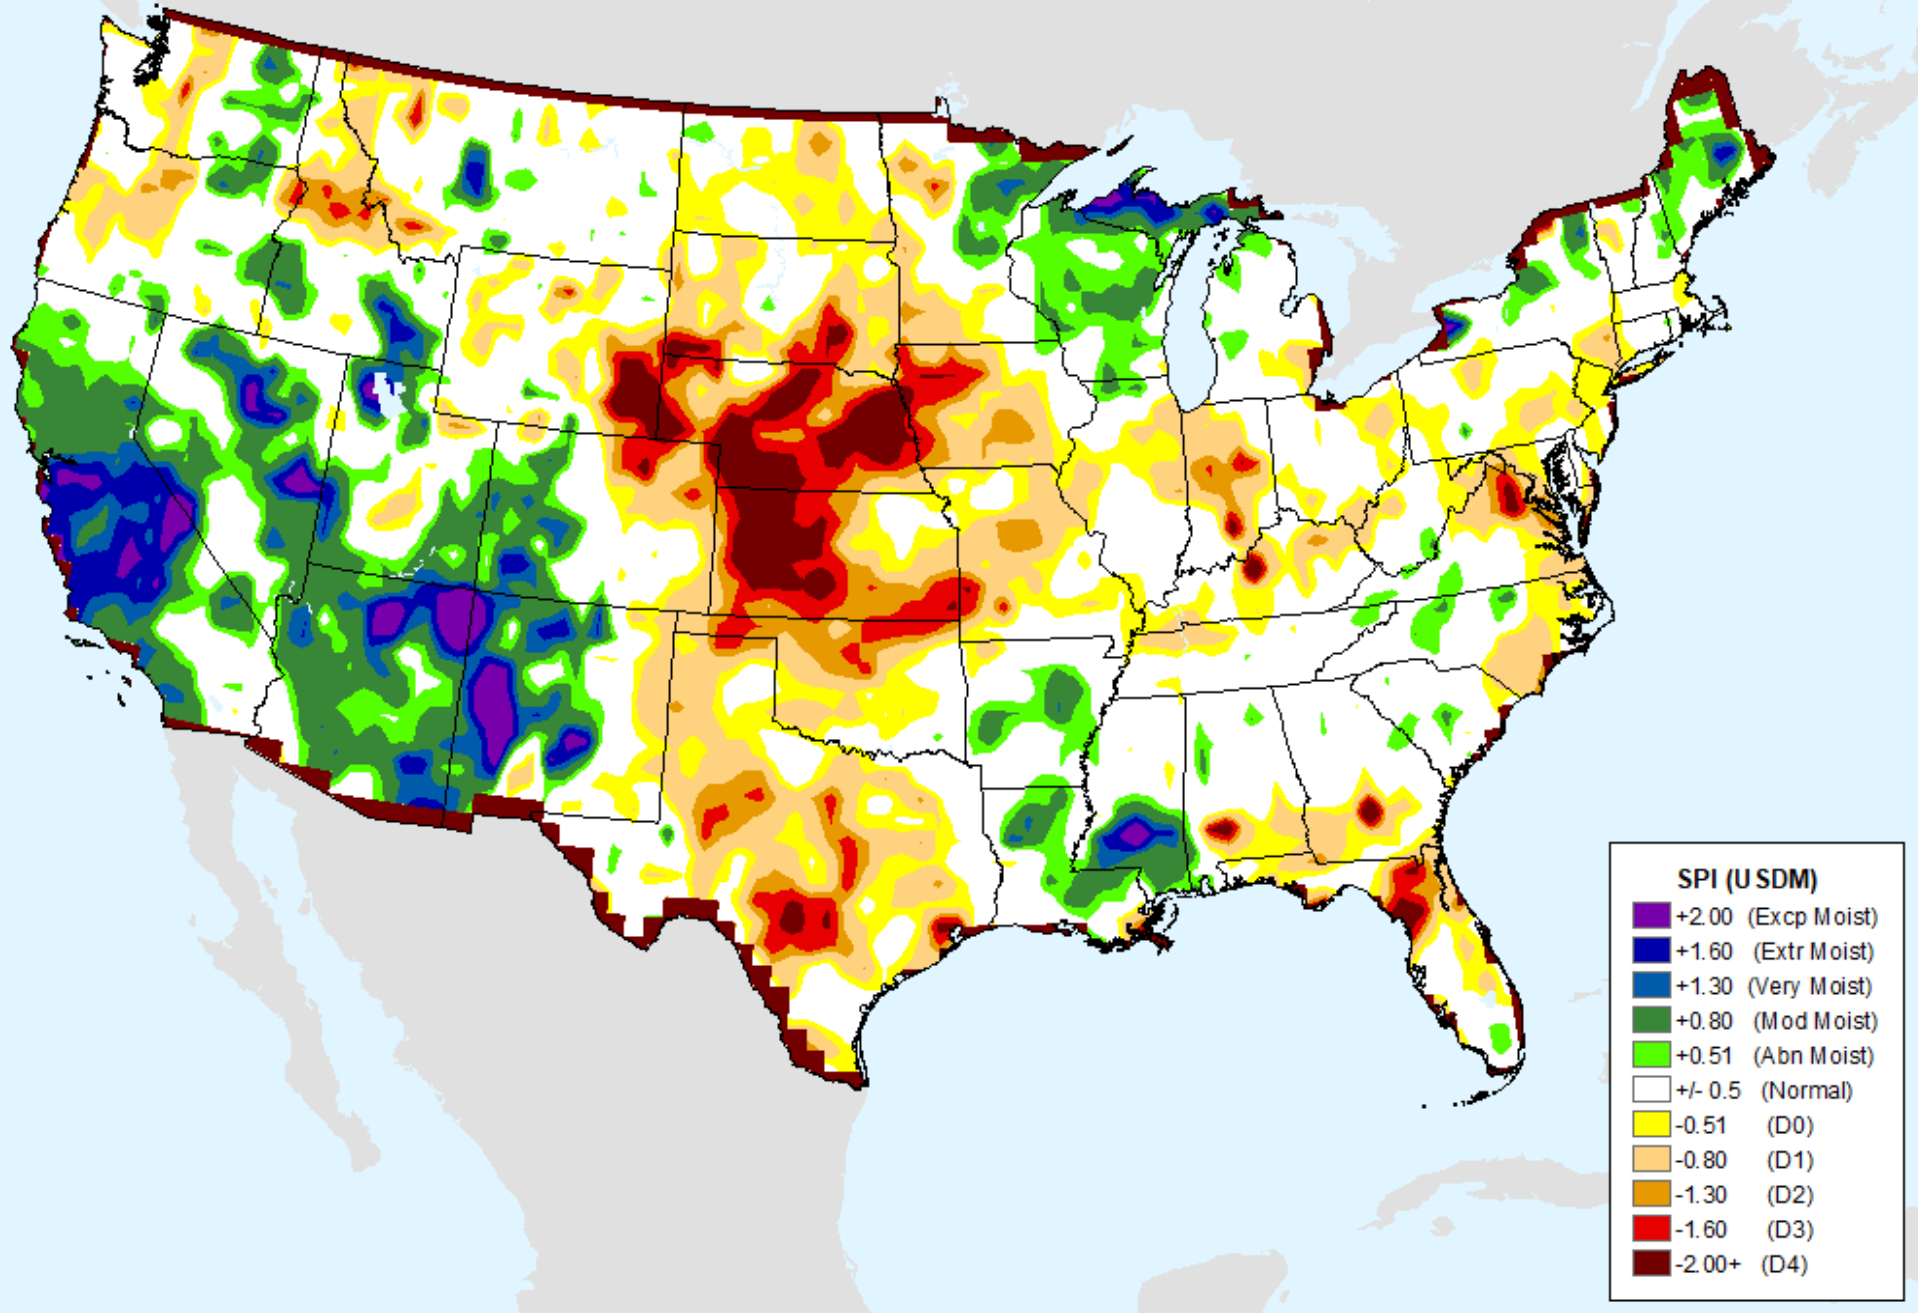 SPI (USDM)
+2.00 (Excp Moist)
+1.60 (Extr Moist)
+1.30 (Very Moist)
+0.80 (Mod Moist)
+0.51 (Abn Moist)
+/- 0.5 (Normal)
-0.51 (D0)
-0.80 (D1)
-1.30 (D2)
-1.60 (D3)
-2.00+ (D4)